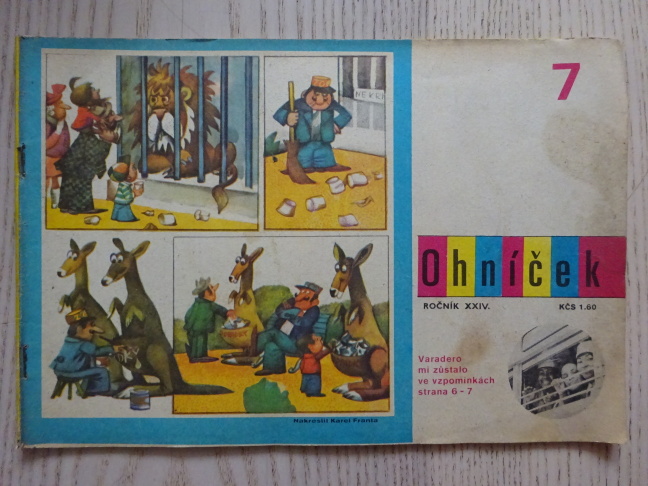 7
Ohníček
ROČNÍK XXIV. KČS 1.60
Varadero
mi zůstalo
ve vzpomínkách
strana 6-7
Nakreslil Karel Franta